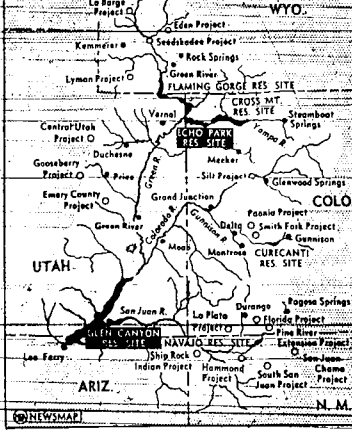 La Barge
Project
WYO.
Eden Project
Seedskadee Project
Kemmerer
Rock Springs
Green River
Lyman Project
FLAMING GORGE RES. SITE
CROSS MT.
RES. SITE
Vernal
Steamboat
Springs
Yampa R.
Central Utah
Project
ECHO PARK
RES. SITE
Duchesne
Meeker
Gooseberry
Project
Price
Green R.
Silt Project
Glenwood Springs
Emery County
Project
Grand Junction
COLO
Colorado R.
Gunnison R.
Paonia Project
Delta
Smith Fork Project
Green River
Gunnison
Moab
Montrose
CURECANTI
RES. SITE
UTAH
San Juan R.
Durango
Pagosa Springs
La Plata
Project
Florida Project
Pine River
Extension Project
GLEN CANYON
RES. SITE
NAVAJO RES. SITE
Lee Ferry
Ship Rock
Indian Project
Hammond
Project
San Juan
Chama
Project
South San
Juan Project
ARIZ.
N. M.
NEWSMAP